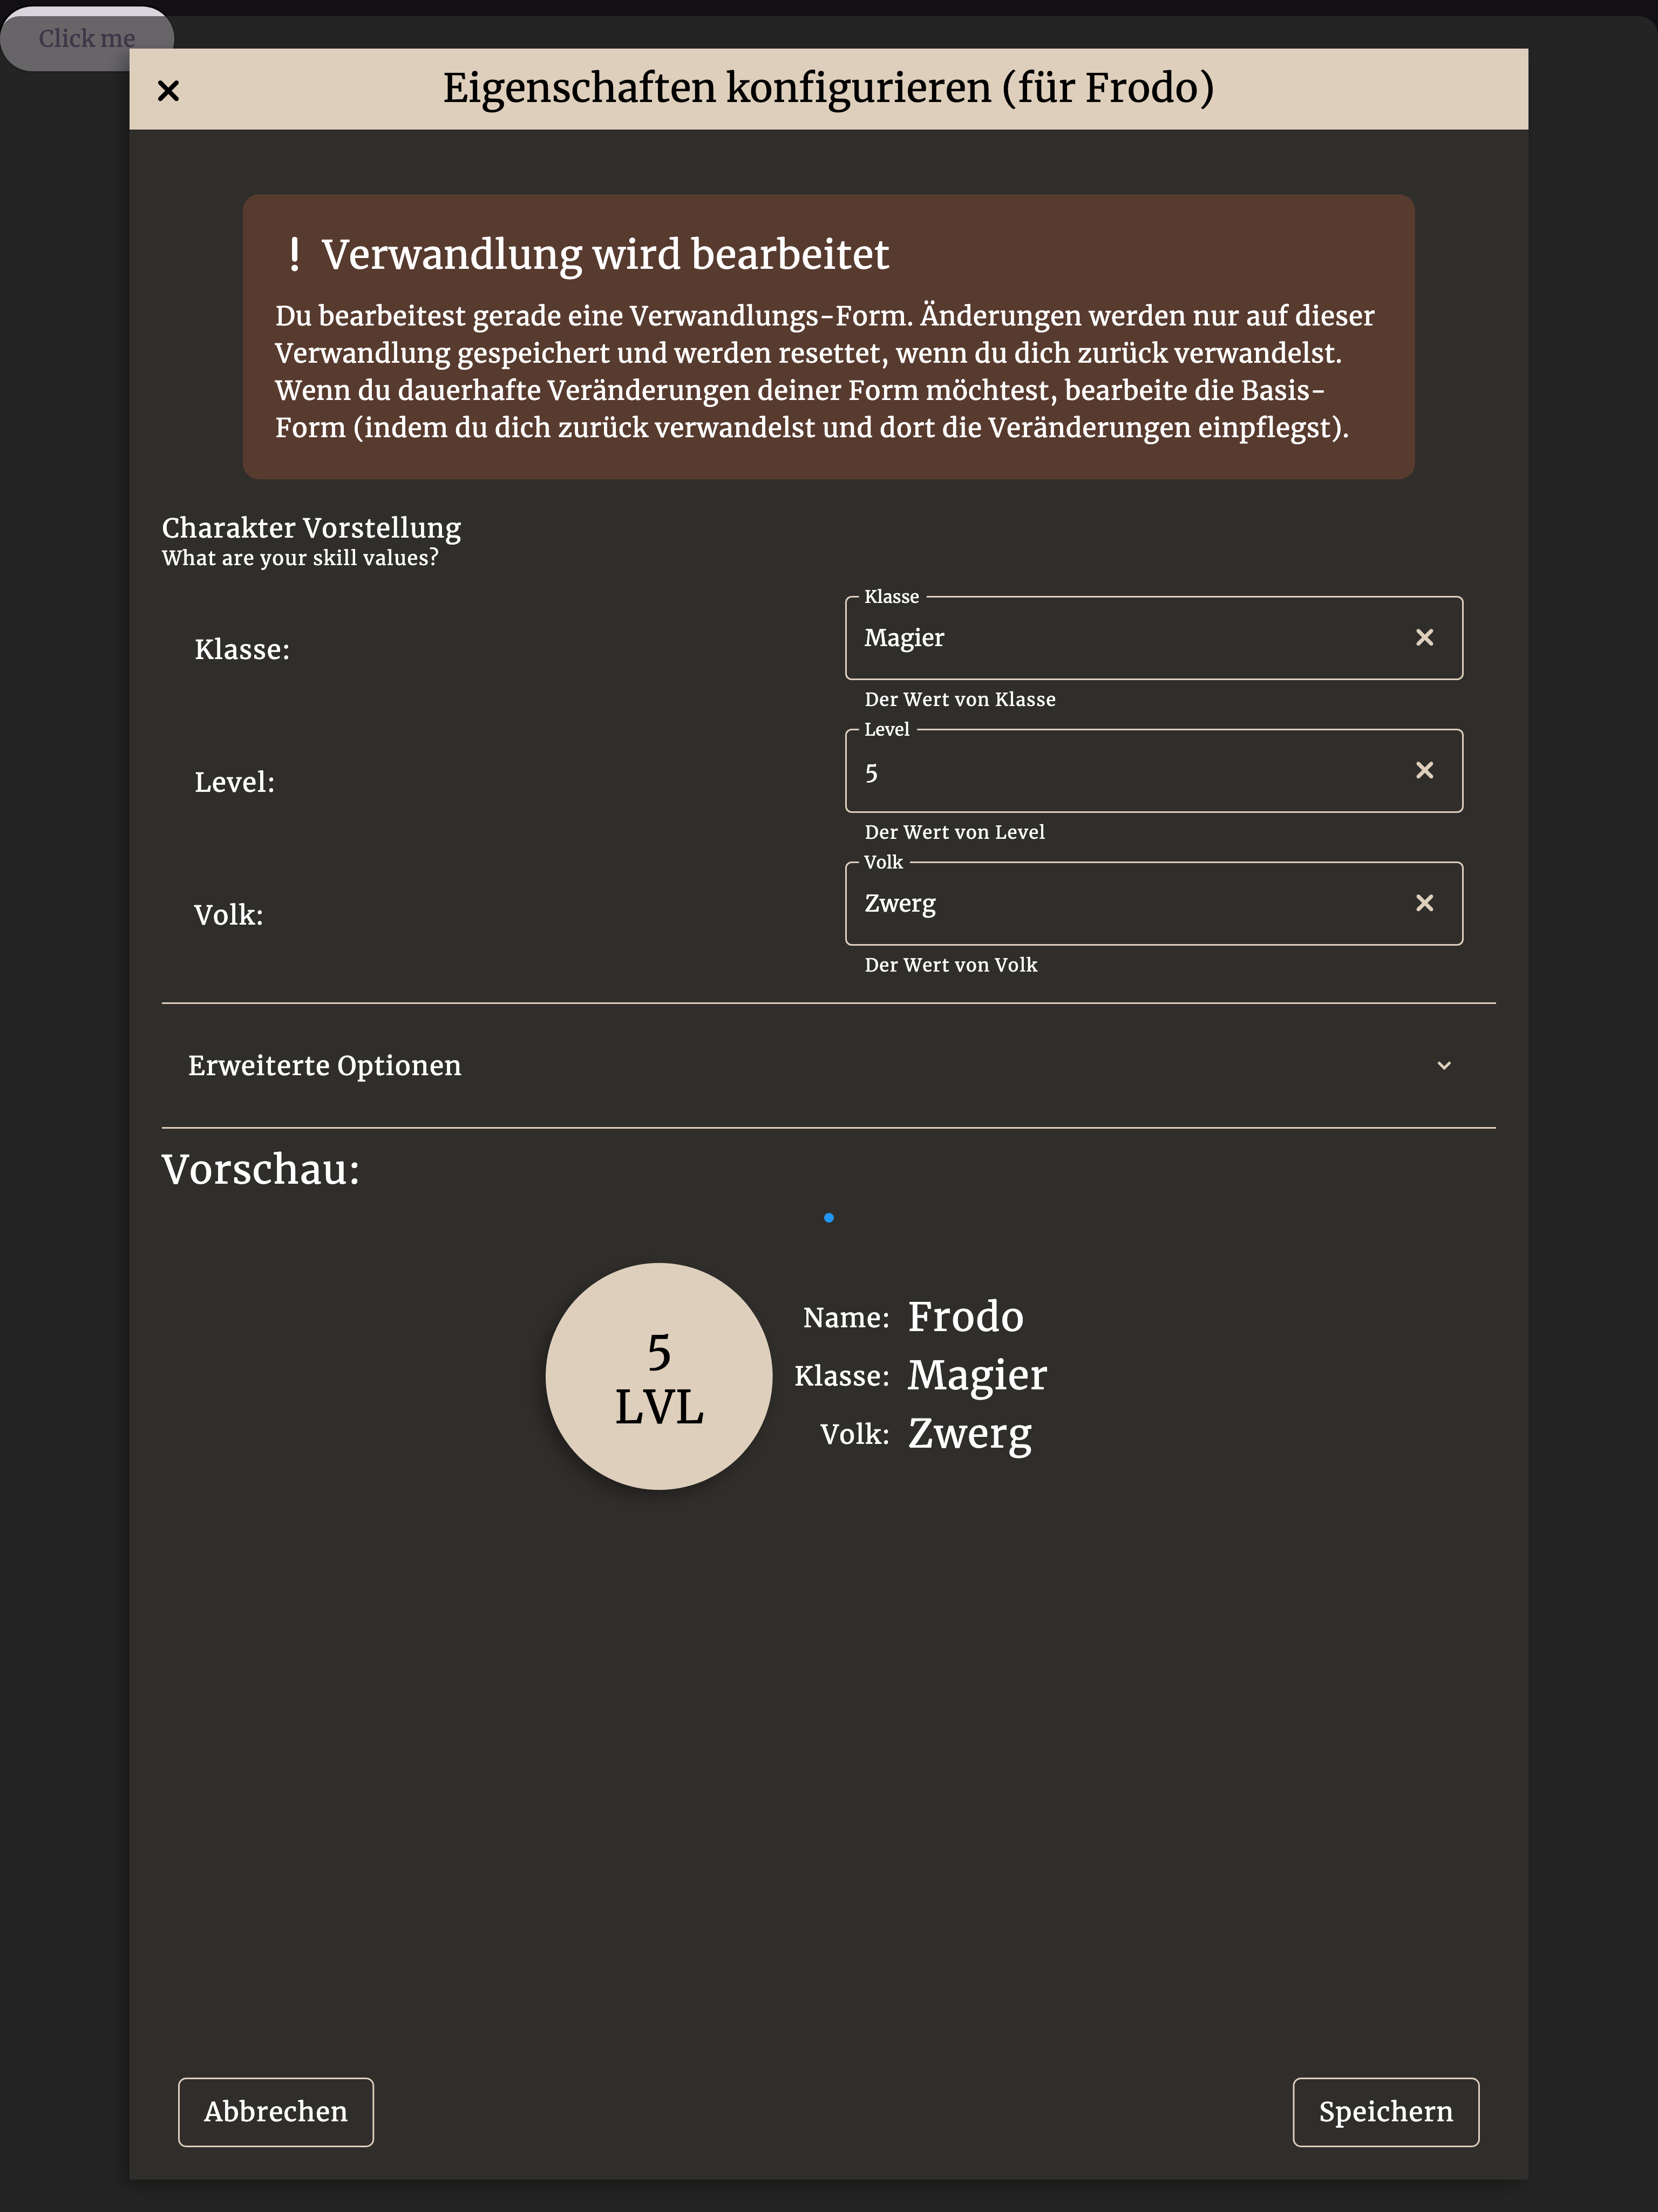 Click me
Eigenschaften konfigurieren (für Frodo)
! Verwandlung wird bearbeitet
Du bearbeitest gerade eine Verwandlungs-Form. Änderungen werden nur auf dieser
Verwandlung gespeichert und werden resettet, wenn du dich zurück verwandelst.
Wenn du dauerhafte Veränderungen deiner Form möchtest, bearbeite die Basis-
Form (indem du dich zurück verwandelst und dort die Veränderungen einpflegst).
Charakter Vorstellung
What are your skill values?
Klasse
Klasse:
Magier
Der Wert von Klasse
Level
Level:
5
Der Wert von Level
Volk
Volk:
Zwerg
Der Wert von Volk
Erweiterte Optionen
Vorschau:
5
LVL
Name: Frodo
Klasse: Magier
Volk: Zwerg
Abbrechen
Speichern